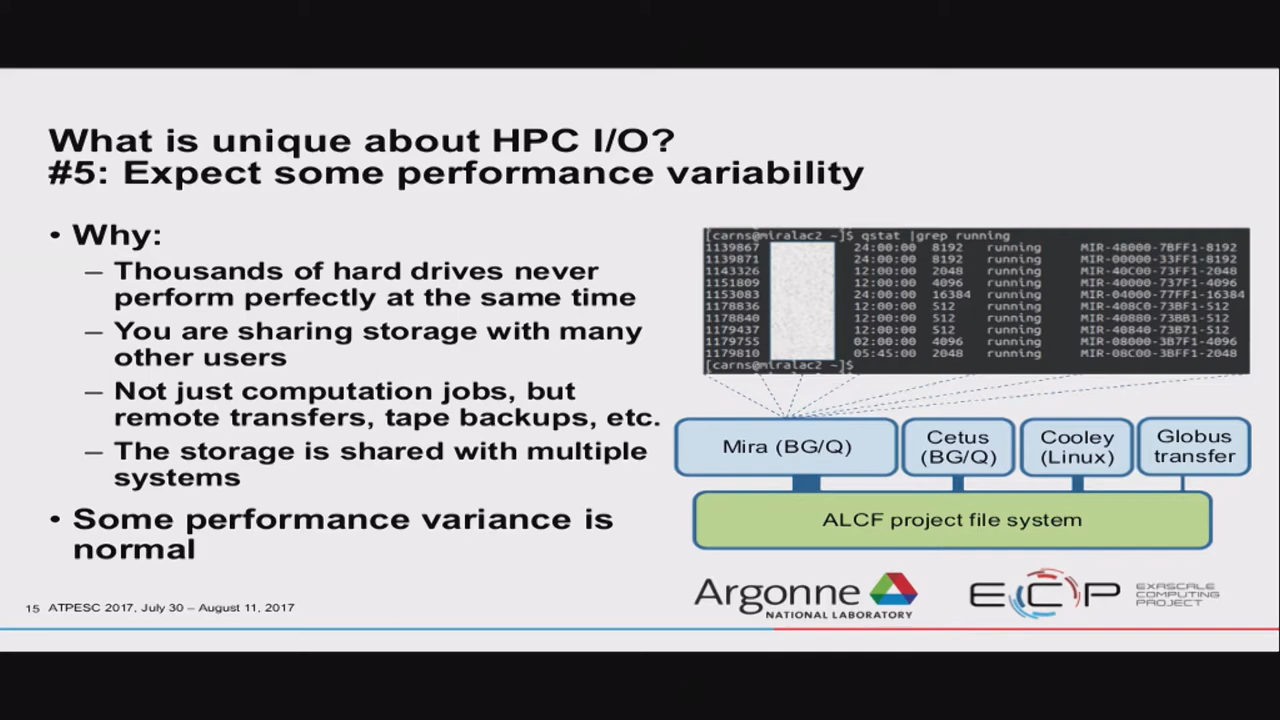 What is unique about HPC I/O?
#5: Expect some performance variability
• Why:
– Thousands of hard drives never
perform perfectly at the same time
– You are sharing storage with many
other users
– Not just computation jobs, but
remote transfers, tape backups, etc.
– The storage is shared with multiple
systems
• Some performance variance is
normal
[carns@miralac2 ~]$ qstat |grep running
1139867 24:00:00 8192 running MIR-48000-7BFF1-8192
1139871 24:00:00 8192 running MIR-00000-33FF1-8192
1143326 12:00:00 2048 running MIR-40C00-73FF1-2048
1151809 12:00:00 4096 running MIR-40000-737F1-4096
1153083 24:00:00 16384 running MIR-04000-77FF1-16384
1178836 12:00:00 512 running MIR-408C0-73BF1-512
1178840 12:00:00 512 running MIR-40880-73BB1-512
1179437 12:00:00 512 running MIR-40840-73B71-512
1179755 02:00:00 4096 running MIR-08000-3B7F1-4096
1179810 05:45:00 2048 running MIR-08C00-3BFF1-2048
[carns@miralac2 ~]$
Mira (BG/Q)
Cetus
(BG/Q)
Cooley
(Linux)
Globus
transfer
ALCF project file system
Argonne
NATIONAL LABORATORY
ECP
EXASCALE
COMPUTING
PROJECT
15 ATPESC 2017, July 30 – August 11, 2017